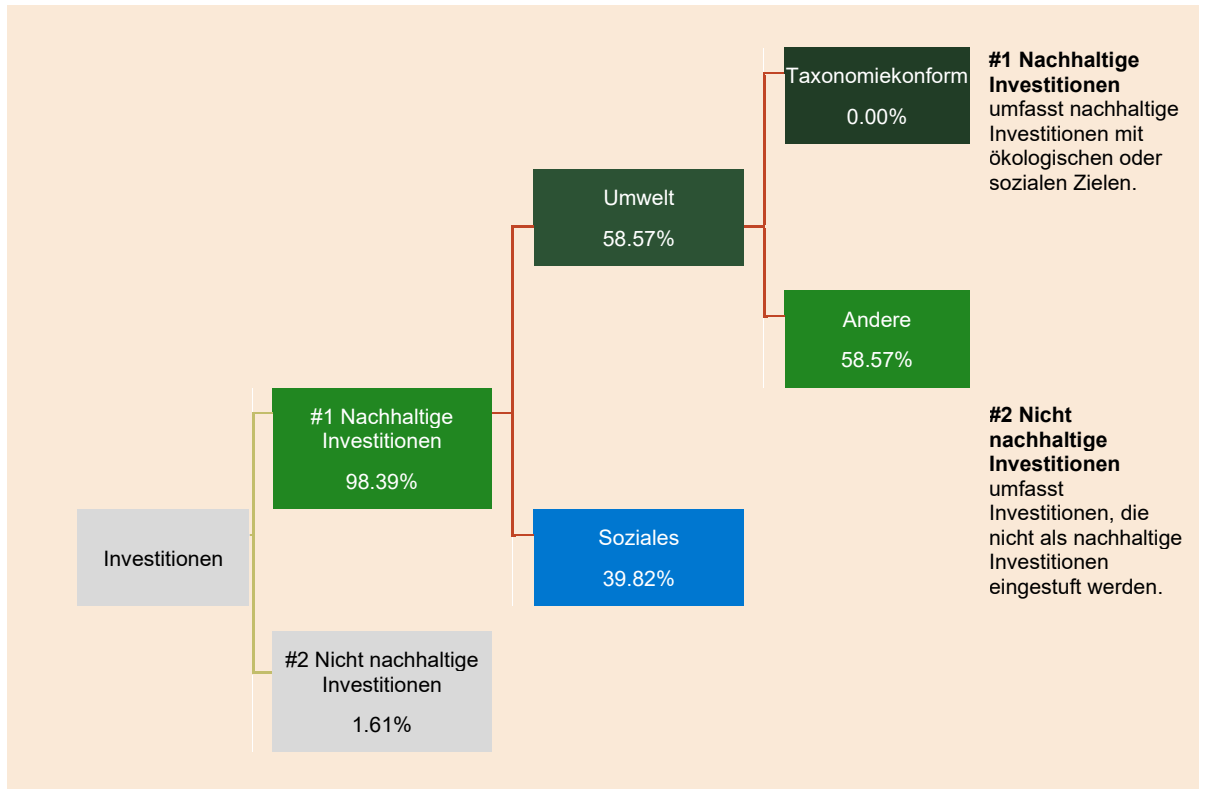 Taxonomiekonform
0.00%
Umwelt
58.57%
Andere
58.57%
#1 Nachhaltige
Investitionen
98.39%
Soziales
39.82%
Investitionen
#2 Nicht nachhaltige
Investitionen
1.61%
#1 Nachhaltige
Investitionen
umfasst nachhaltige
Investitionen mit
ökologischen oder
sozialen Zielen.
#2 Nicht
nachhaltige
Investitionen
umfasst
Investitionen, die
nicht als nachhaltige
Investitionen
eingestuft werden.